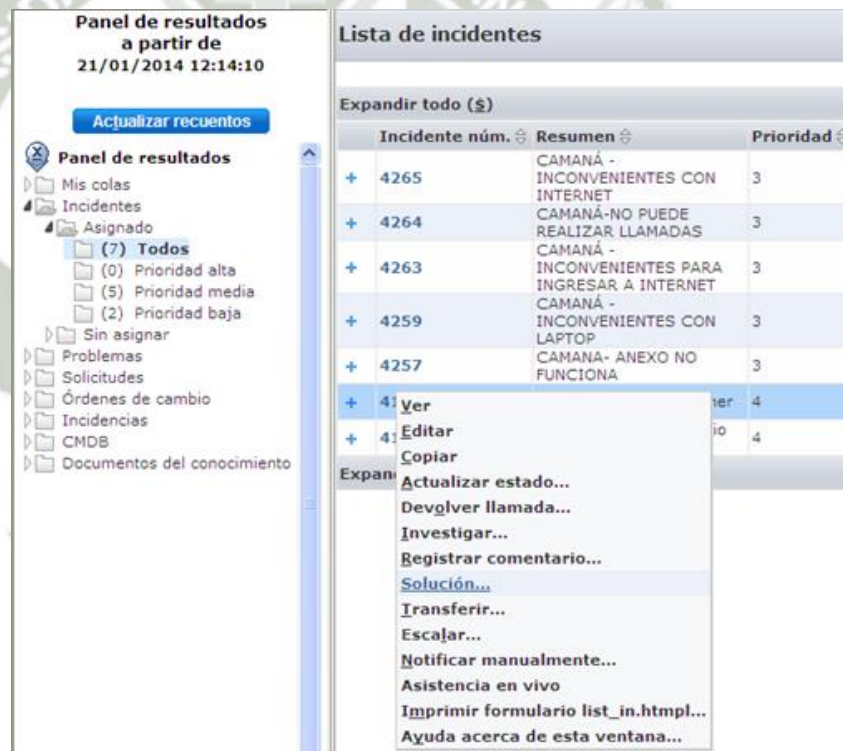 Panel de resultados
a partir de
21/01/2014 12:14:10
Actualizar recuentos
Panel de resultados
Mis colas
Incidentes
Asignado
(7) Todos
(0) Prioridad alta
(5) Prioridad media
(2) Prioridad baja
Sin asignar
Problemas
Solicitudes
Órdenes de cambio
Incidencias
CMDB
Documentos del conocimiento
Lista de incidentes
Expandir todo ($)
Incidente núm. Resumen Prioridad
CAMANÁ -
+ 4265 INCONVENIENTES CON 3
INTERNET
+ 4264 CAMANÁ-NO PUEDE 3
REALIZAR LLAMADAS
CAMANÁ -
+ 4263 INCONVENIENTES PARA 3
INGRESAR A INTERNET
CAMANÁ -
+ 4259 INCONVENIENTES CON 3
LAPTOP
+ 4257 CAMANA- ANEXO NO 3
FUNCIONA
+ 4
+ 4
Ver
Editar
Copiar
Actualizar estado...
Devolver llamada...
Investigar...
Registrar comentario...
Solución...
Transferir...
Escalar...
Notificar manualmente...
Asistencia en vivo
Imprimir formulario list_in.htmpl...
Ayuda acerca de esta ventana...